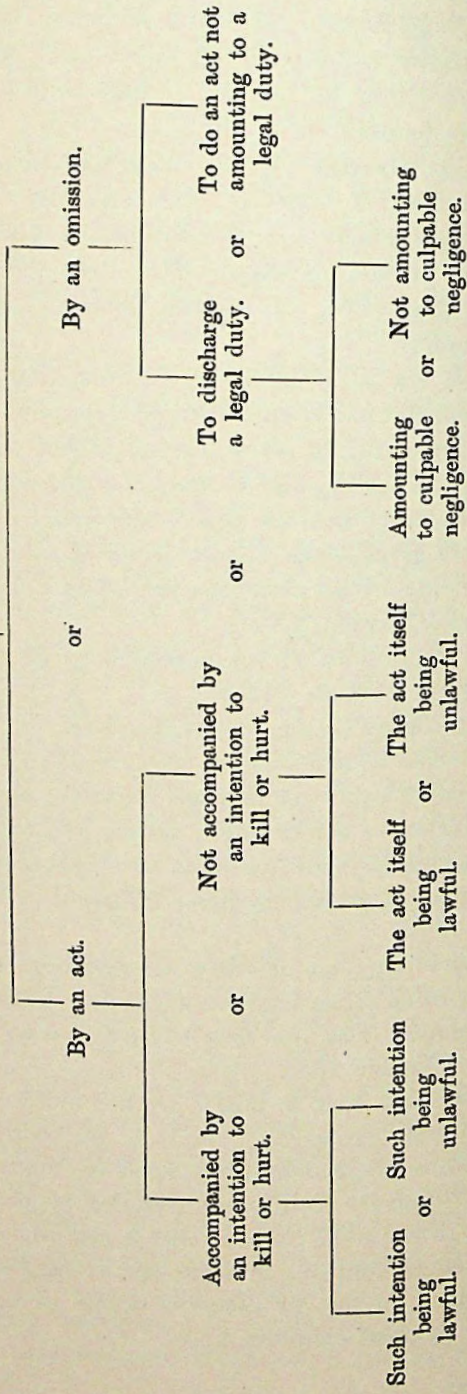 By an act.
or
By an omission.
Accompanied by
an intention to
kill or hurt.
or
Not accompanied by
an intention to
kill or hurt.
or
To discharge
a legal duty.
or
To do an act not
amounting to a
legal duty.
Such intention
being
lawful.
or
Such intention
being
unlawful.
The act itself
being
lawful.
or
The act itself
being
unlawful.
Amounting
to culpable
negligence.
or
Not amounting
to culpable
negligence.